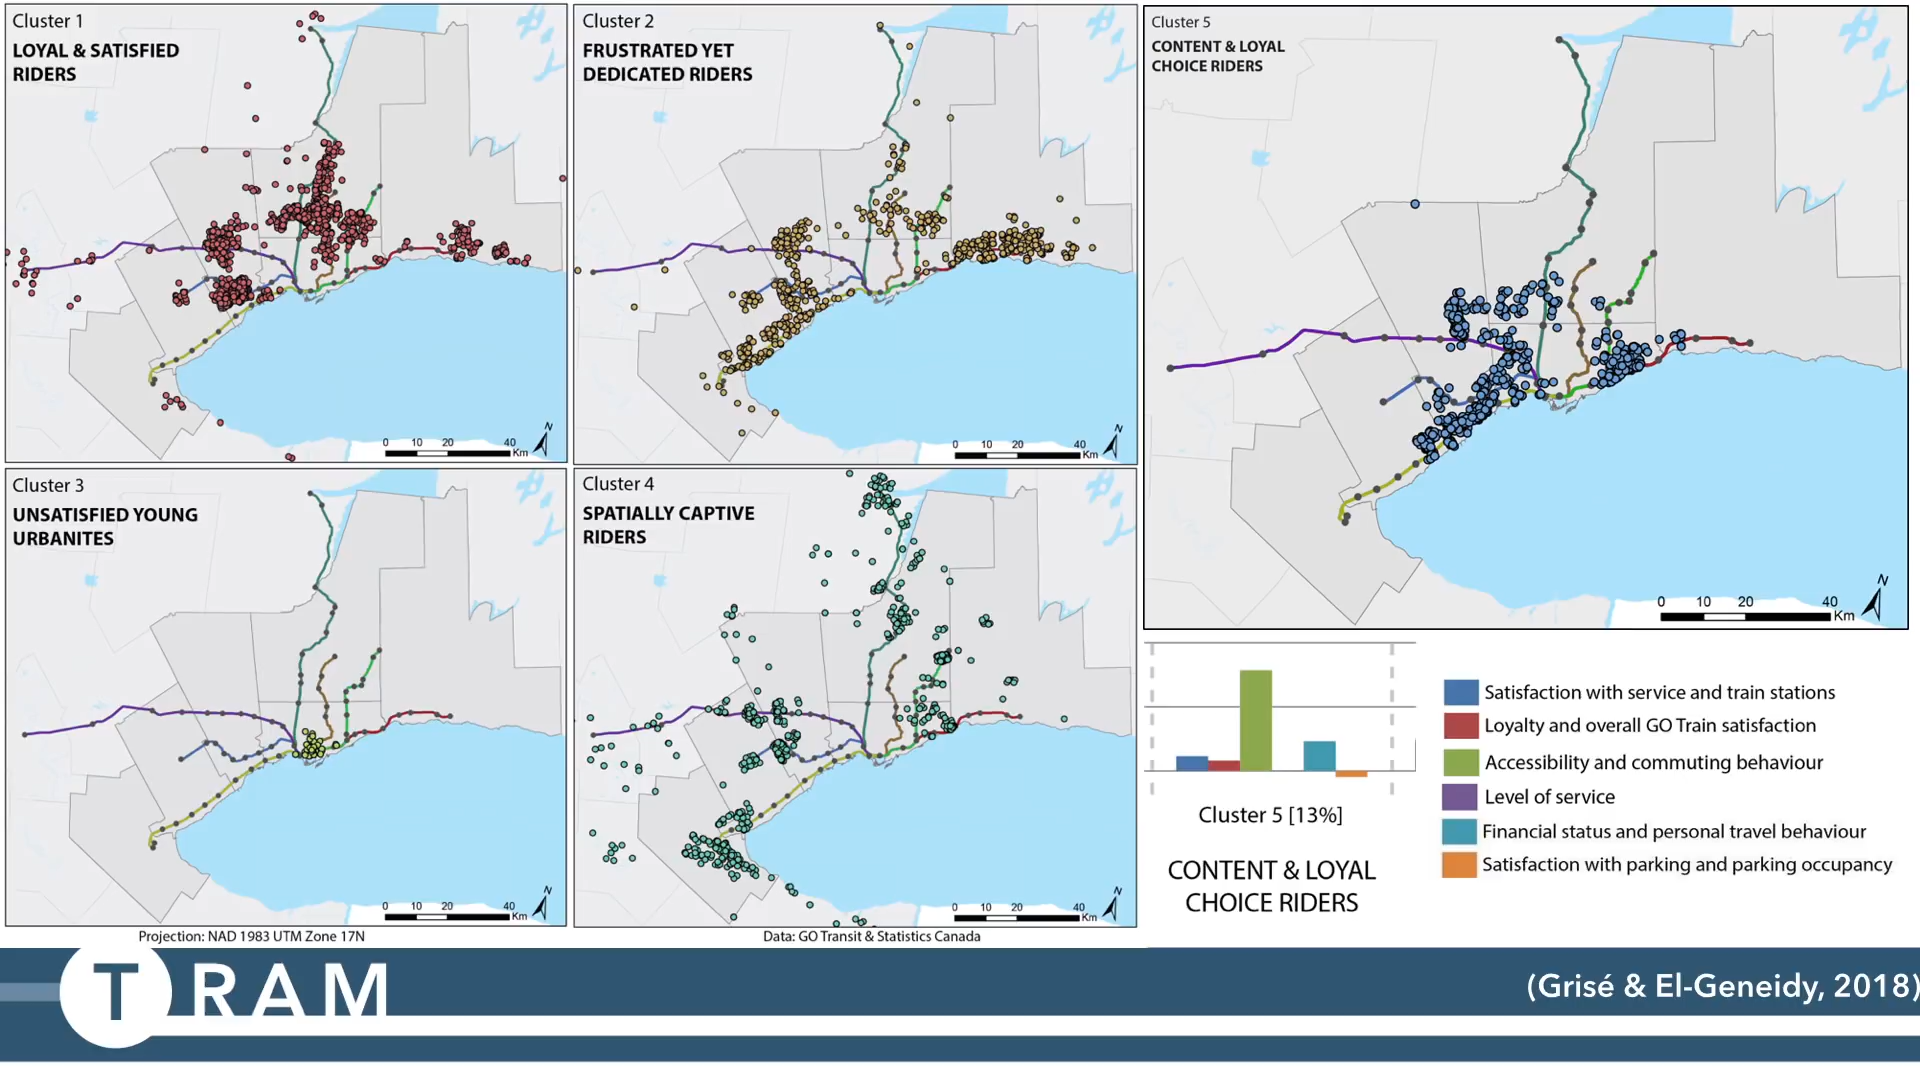 Cluster 1
LOYAL & SATISFIED
RIDERS
N
0 10 20 40
Km
Cluster 2
FRUSTRATED YET
DEDICATED RIDERS
N
0 10 20 40
Km
Cluster 5
CONTENT & LOYAL
CHOICE RIDERS
N
0 10 20 40
Km
Cluster 3
UNSATISFIED YOUNG
URBANITES
N
0 10 20 40
Km
Cluster 4
SPATIALLY CAPTIVE
RIDERS
N
0 10 20 40
Km
Projection: NAD 1983 UTM Zone 17N
Data: GO Transit & Statistics Canada
Cluster 5 [13%]
CONTENT & LOYAL
CHOICE RIDERS
Satisfaction with service and train stations
Loyalty and overall GO Train satisfaction
Accessibility and commuting behaviour
Level of service
Financial status and personal travel behaviour
Satisfaction with parking and parking occupancy
TRAM
(Grisé & El-Geneidy, 2018)